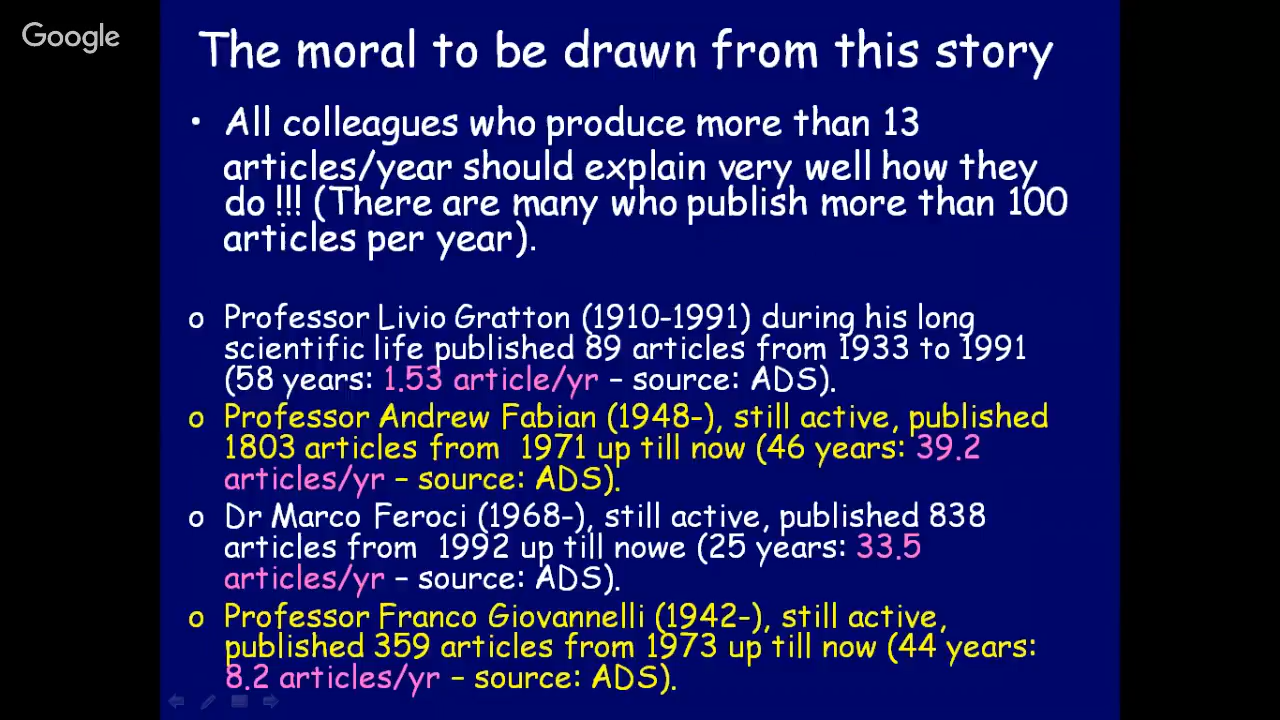 Google
The moral to be drawn from this story
• All colleagues who produce more than 13
articles/year should explain very well how they
do !!! (There are many who publish more than 100
articles per year).
o Professor Livio Gratton (1910-1991) during his long
scientific life published 89 articles from 1933 to 1991
(58 years: 1.53 article/yr – source: ADS).
o Professor Andrew Fabian (1948-), still active, published
1803 articles from 1971 up till now (46 years: 39.2
articles/yr – source: ADS).
o Dr Marco Feroci (1968-), still active, published 838
articles from 1992 up till nowe (25 years: 33.5
articles/yr – source: ADS).
o Professor Franco Giovannelli (1942-), still active,
published 359 articles from 1973 up till now (44 years:
8.2 articles/yr – source: ADS).